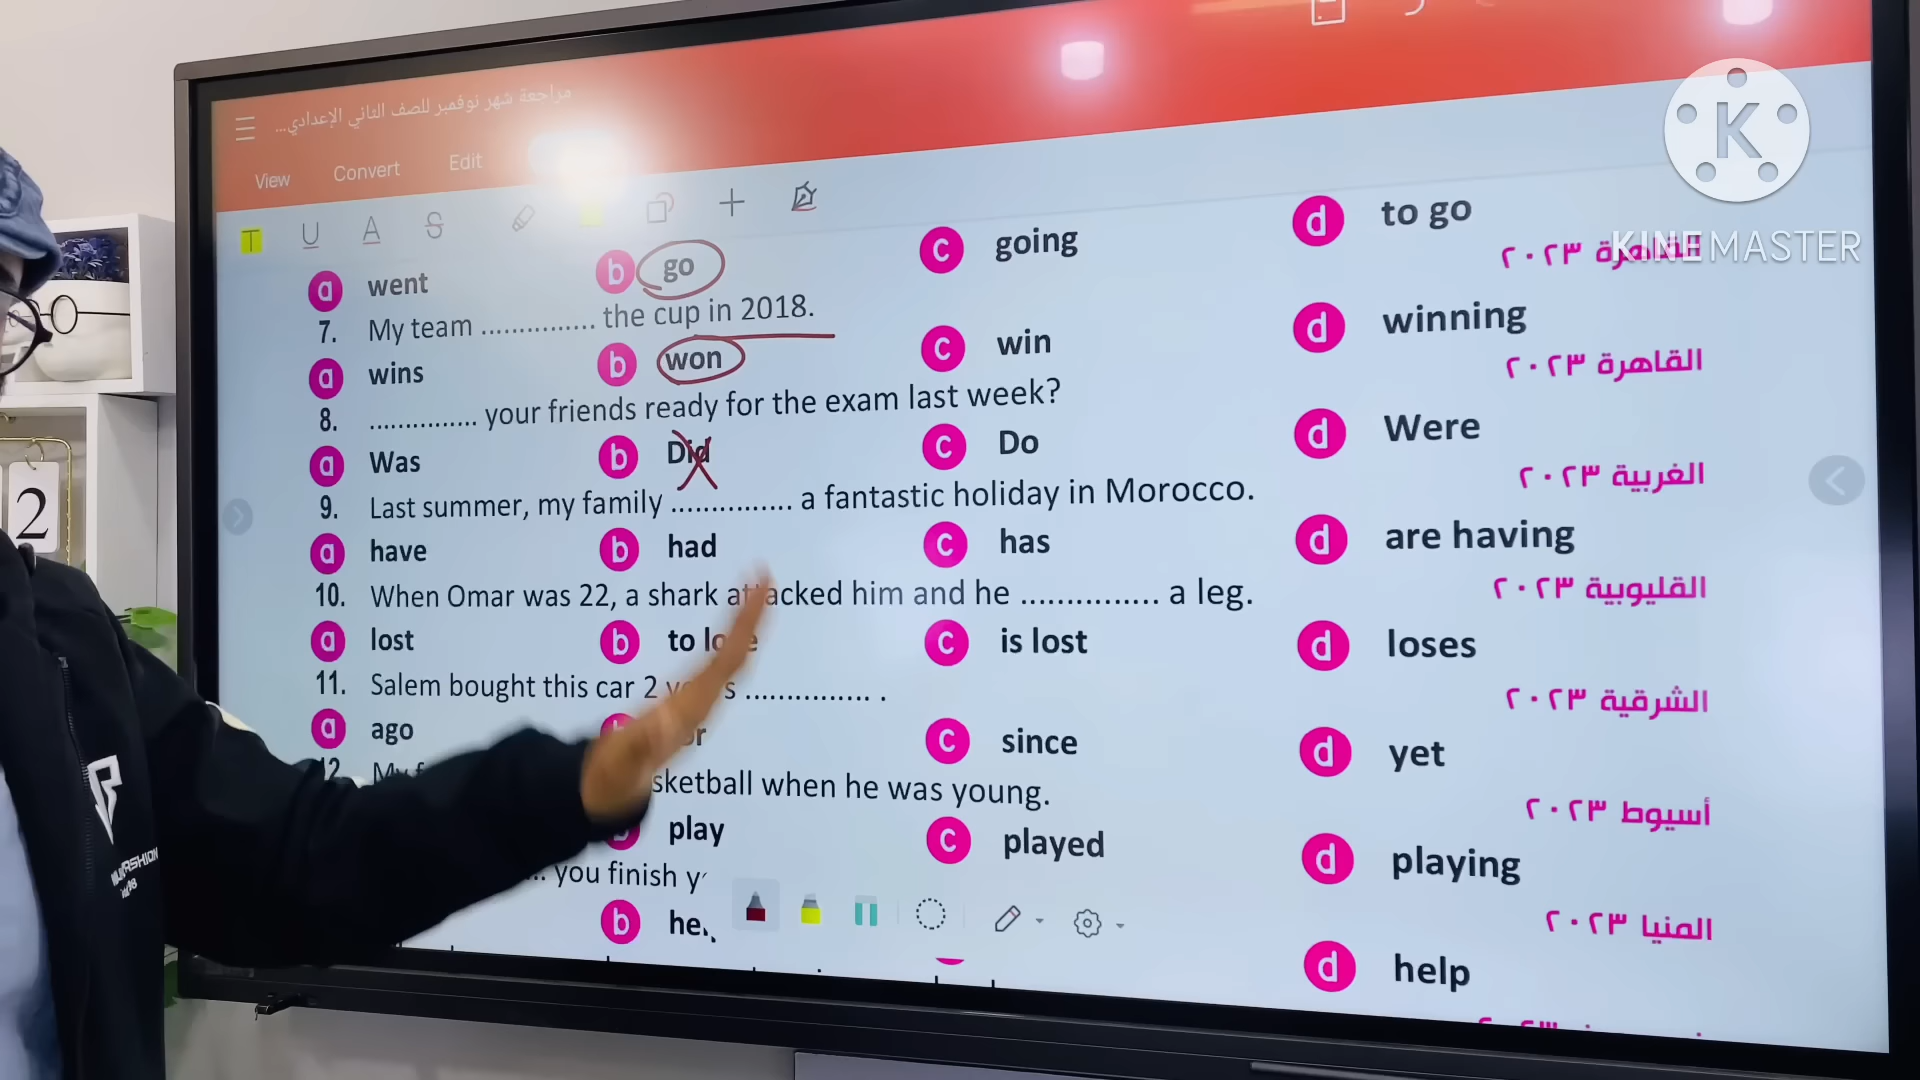 مراجعة شهر نوفمبر للصف الثاني الإعدادي...
View Convert Edit
T U A S
K
KINEMASTER
a went b go c going d to go
القاهرة ٢٠٢٣
7. My team ............... the cup in 2018.
a wins b won c win d winning
القاهرة ٢٠٢٣
8. ............... your friends ready for the exam last week?
a Was b Did c Do d Were
الغربية ٢٠٢٣
9. Last summer, my family ............... a fantastic holiday in Morocco.
a have b had c has d are having
القليوبية ٢٠٢٣
10. When Omar was 22, a shark attacked him and he ............... a leg.
a lost b to lose c is lost d loses
الشرقية ٢٠٢٣
11. Salem bought this car 2 years ............... .
a ago c since d yet
أسيوط ٢٠٢٣
12. My sketball when he was young.
b play c played d playing
المنيا ٢٠٢٣
you finish
b d help
2